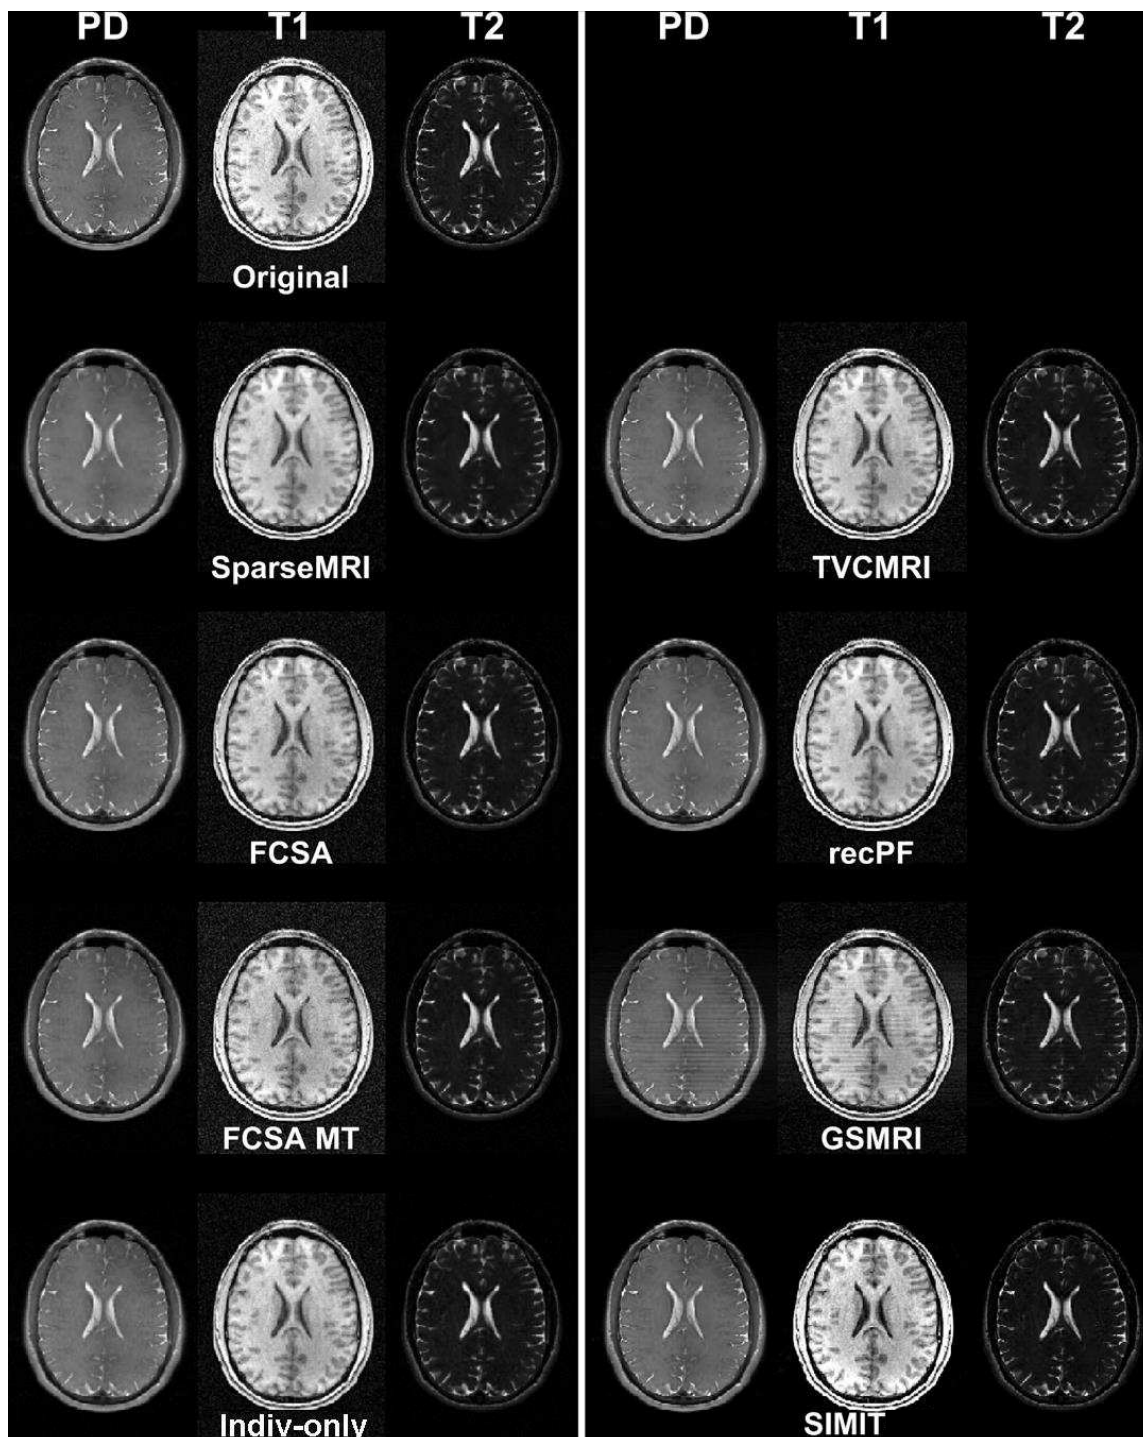 PD T1 T2 PD T1 T2
Original
SparseMRI TVCMRI
FCSA recPF
FCSA MT GSMRI
Indiv-only SIMIT